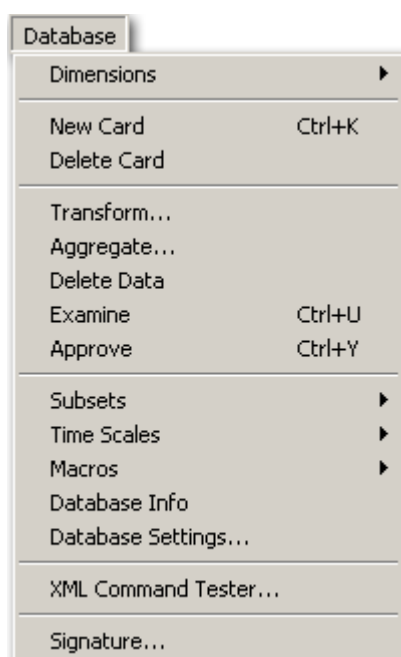 Database
Dimensions
New Card Ctrl+K
Delete Card
Transform...
Aggregate...
Delete Data
Examine Ctrl+U
Approve Ctrl+Y
Subsets
Time Scales
Macros
Database Info
Database Settings...
XML Command Tester...
Signature...